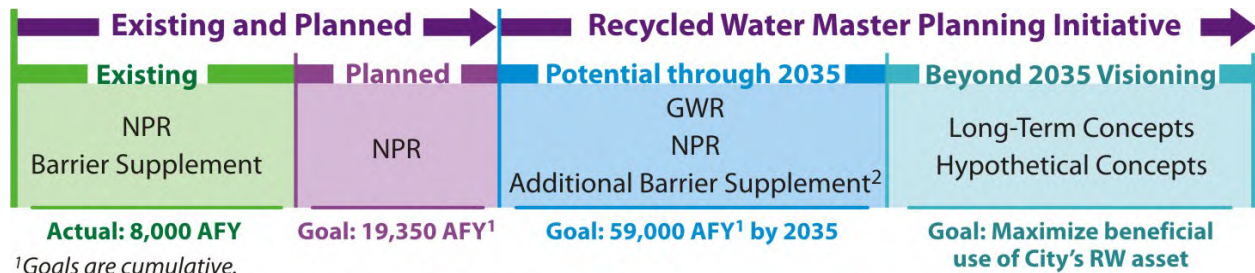 Existing and Planned
Recycled Water Master Planning Initiative
Existing
Planned
Potential through 2035
Beyond 2035 Visioning
NPR
Barrier Supplement
NPR
GWR
NPR
Additional Barrier Supplement²
Long-Term Concepts
Hypothetical Concepts
Actual: 8,000 AFY
Goal: 19,350 AFY¹
Goal: 59,000 AFY¹ by 2035
Goal: Maximize beneficial
use of City's RW asset
¹Goals are cumulative.